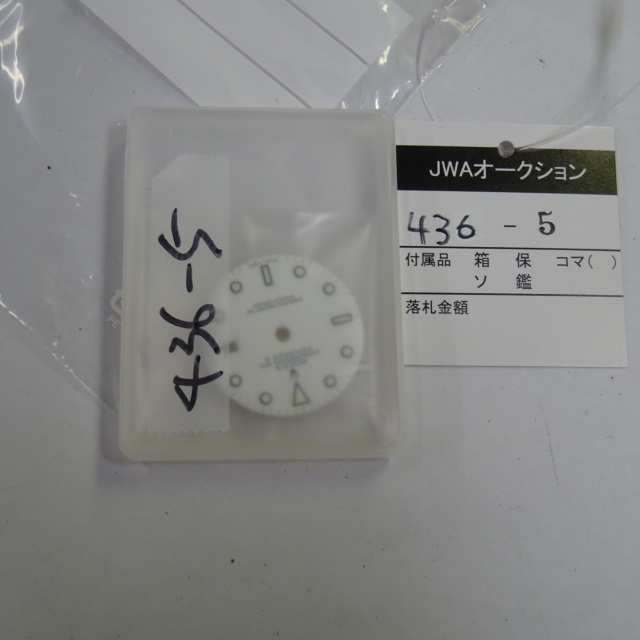 JWAオークション
436 - 5
付属品 箱 保 コマ( )
ソ 鑑
落札金額
436-5